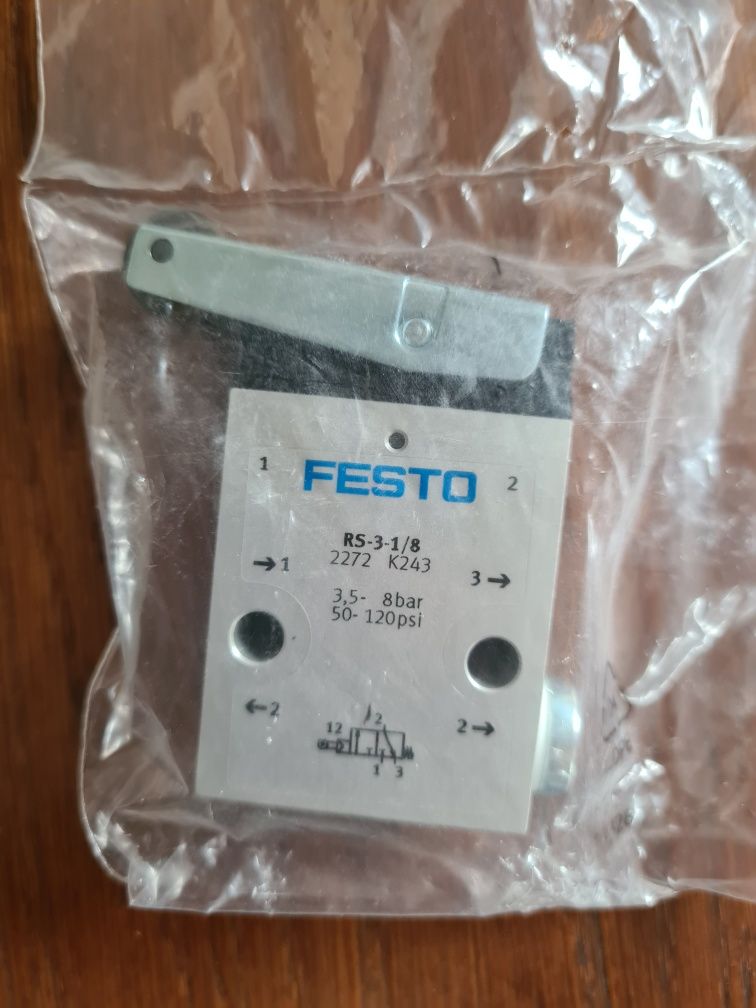 1 FESTO 2
RS-3-1/8
2272 K243
→1 3→
3,5- 8bar
50-120psi
←2 2→
12 2
1 3